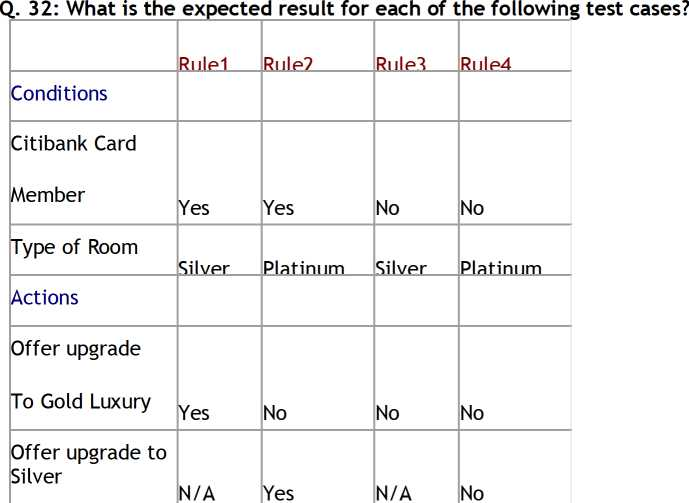 Q. 32: What is the expected result for each of the following test cases?
Rule1 Rule2 Rule3 Rule4
Conditions
Citibank Card
Member
Yes Yes No No
Type of Room
Silver Platinum Silver Platinum
Actions
Offer upgrade
To Gold Luxury
Yes No No No
Offer upgrade to
Silver
N/A Yes N/A No